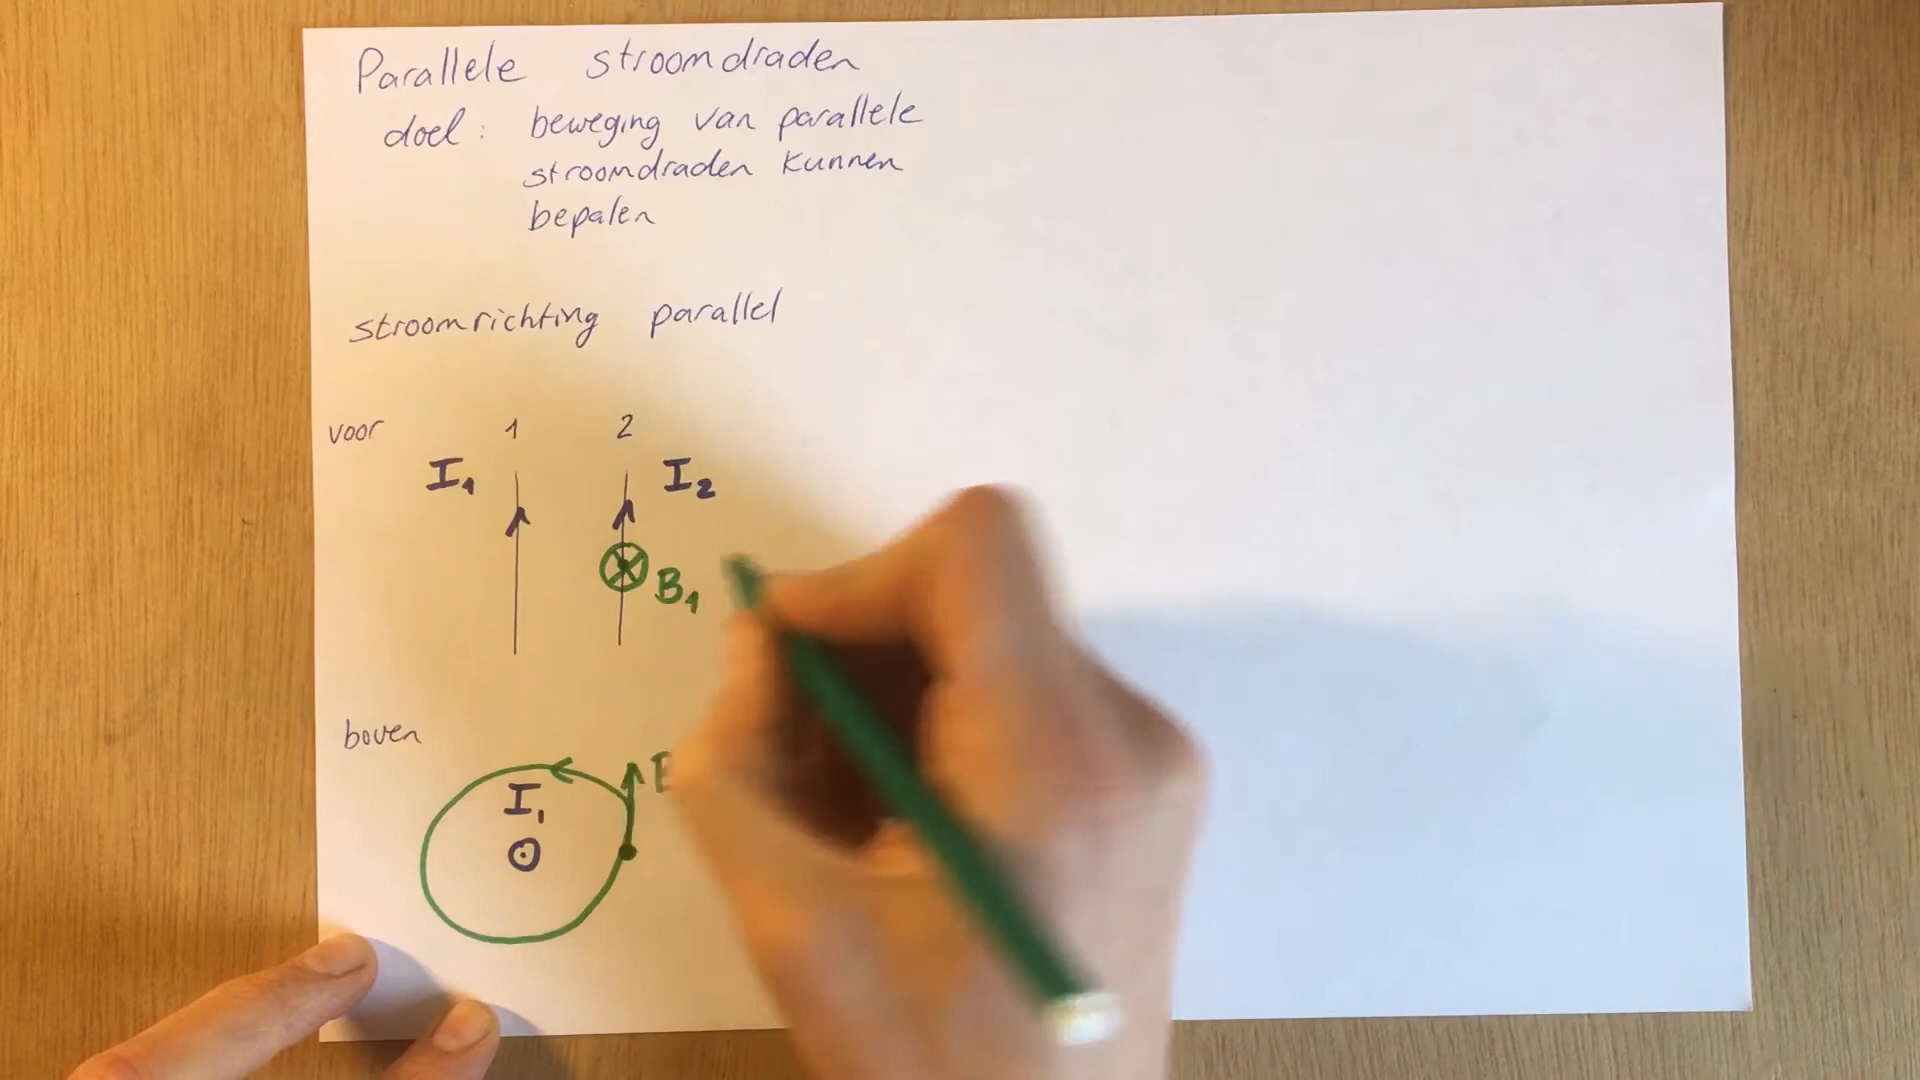 Parallele stroomdraden
doel: beweging van parallele
stroomdraden kunnen
bepalen
stroomrichting parallel
voor 1 2
I₁ I₂
B₁
boven
I₁